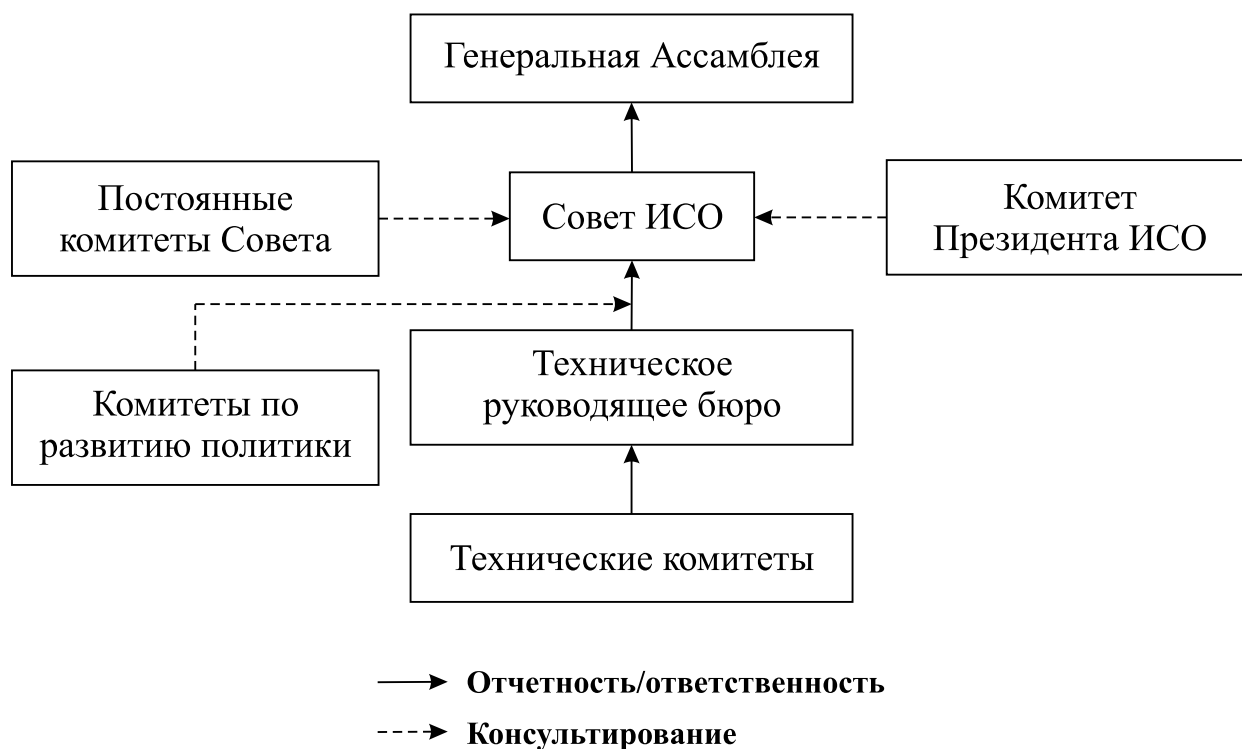 Генеральная Ассамблея
Постоянные
комитеты Совета
Совет ИСО
Комитет
Президента ИСО
Комитеты по
развитию политики
Техническое
руководящее бюро
Технические комитеты
Отчетность/ответственность
Консультирование